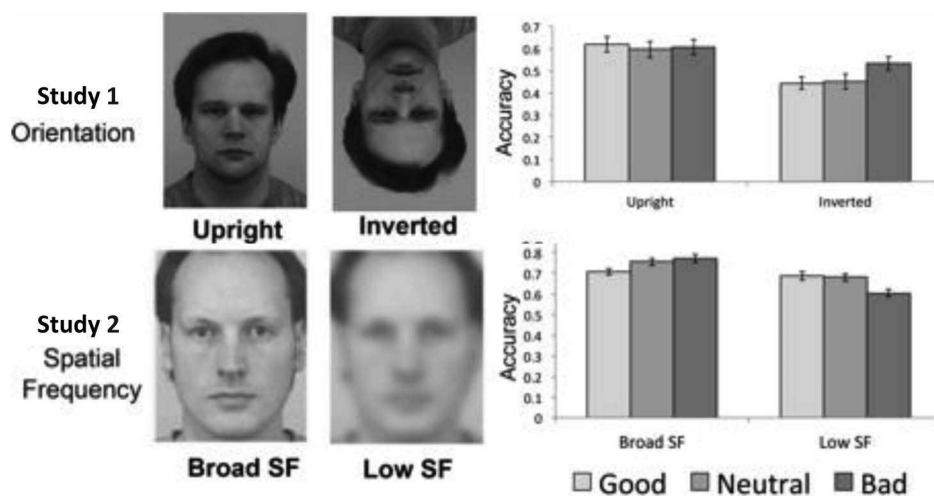 Study 1
Orientation
Upright
Inverted
Accuracy
0.7
0.6
0.5
0.4
0.3
0.2
0.1
0
Upright
Inverted
Study 2
Spatial
Frequency
Broad SF
Low SF
Accuracy
0.8
0.7
0.6
0.5
0.4
0.3
0.2
0.1
0
Broad SF
Low SF
Good Neutral Bad